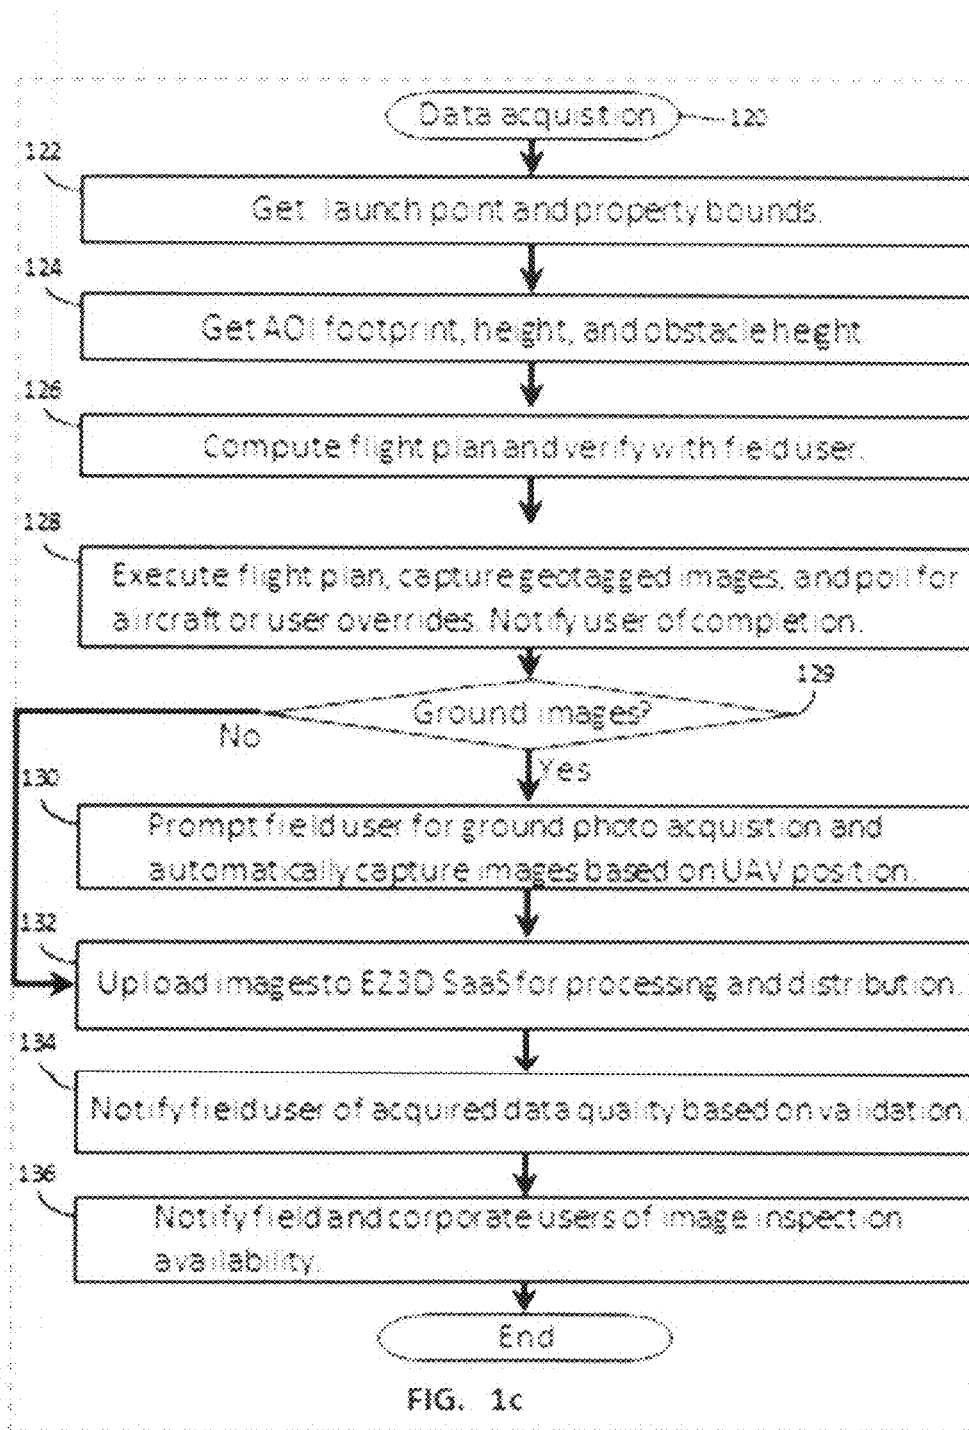 Data acquisition
120
122
Get launch point and property bounds.
124
Get AOI footprint, height, and obstacle height
126
Compute flight plan and verify with field user.
128
Execute flight plan, capture geotagged images, and poll for
aircraft or user overrides. Notify user of completion.
129
Ground images?
No
Yes
130
Prompt field user for ground photo acquisition and
automatically capture images based on UAV position.
132
Upload images to EZ3D SaaS for processing and distribution.
134
Notify field user of acquired data quality based on validation.
136
Notify field and corporate users of image inspection
availability.
End
FIG. 1c